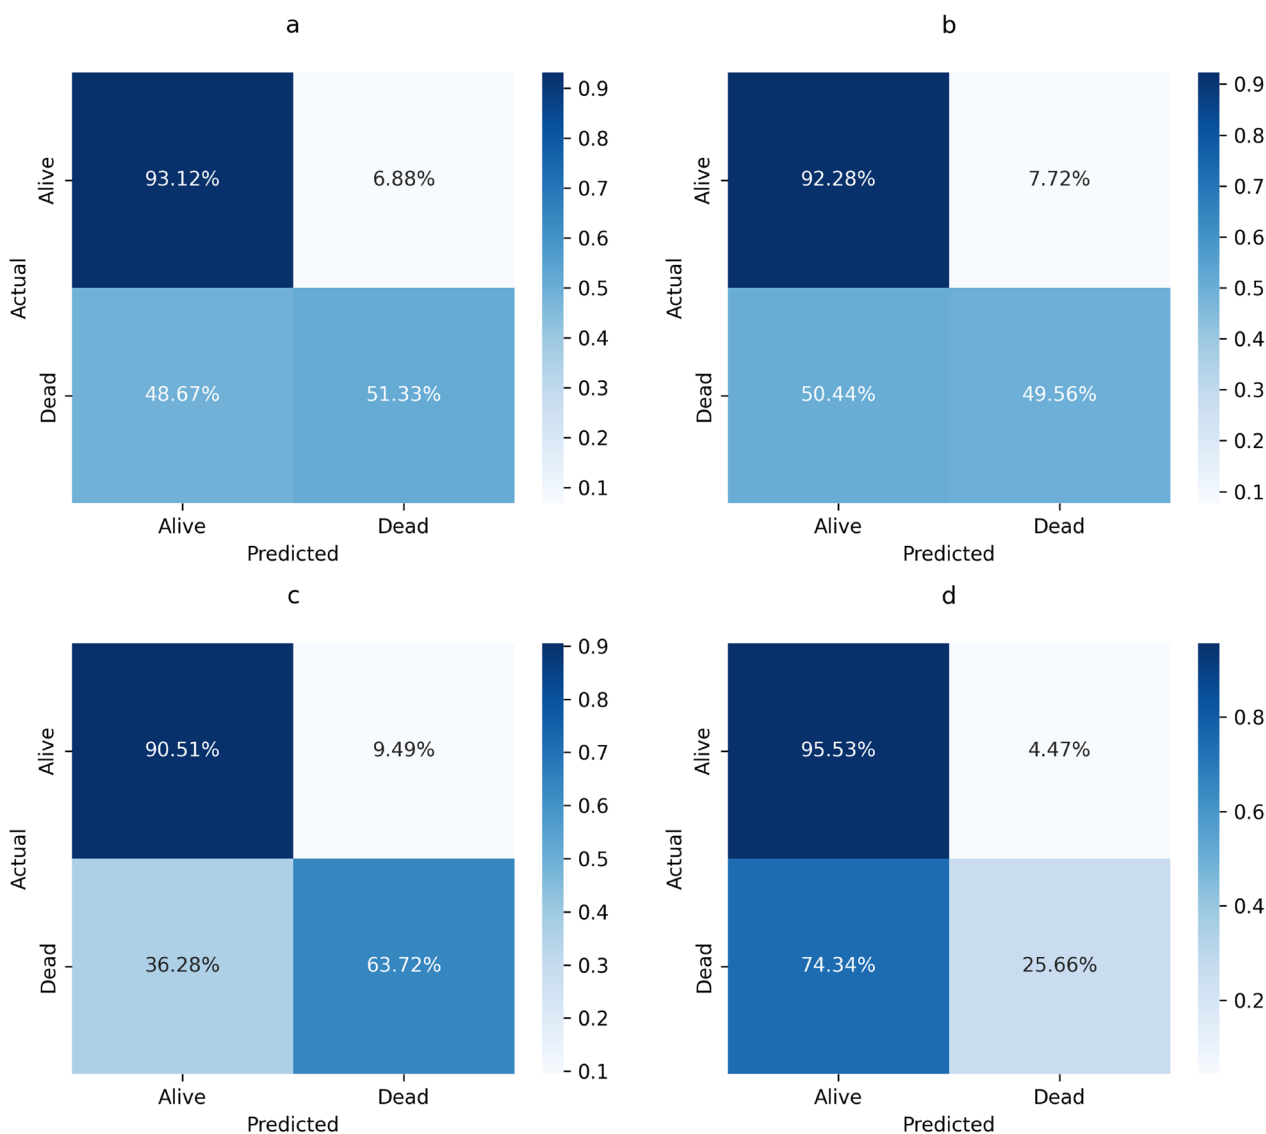 a
Alive
Dead
Actual
93.12%
6.88%
48.67%
51.33%
Alive
Dead
Predicted
0.9
0.8
0.7
0.6
0.5
0.4
0.3
0.2
0.1
b
Alive
Dead
Actual
92.28%
7.72%
50.44%
49.56%
Alive
Dead
Predicted
0.9
0.8
0.7
0.6
0.5
0.4
0.3
0.2
0.1
c
Alive
Dead
Actual
90.51%
9.49%
36.28%
63.72%
Alive
Dead
Predicted
0.9
0.8
0.7
0.6
0.5
0.4
0.3
0.2
0.1
d
Alive
Dead
Actual
95.53%
4.47%
74.34%
25.66%
Alive
Dead
Predicted
0.8
0.6
0.4
0.2